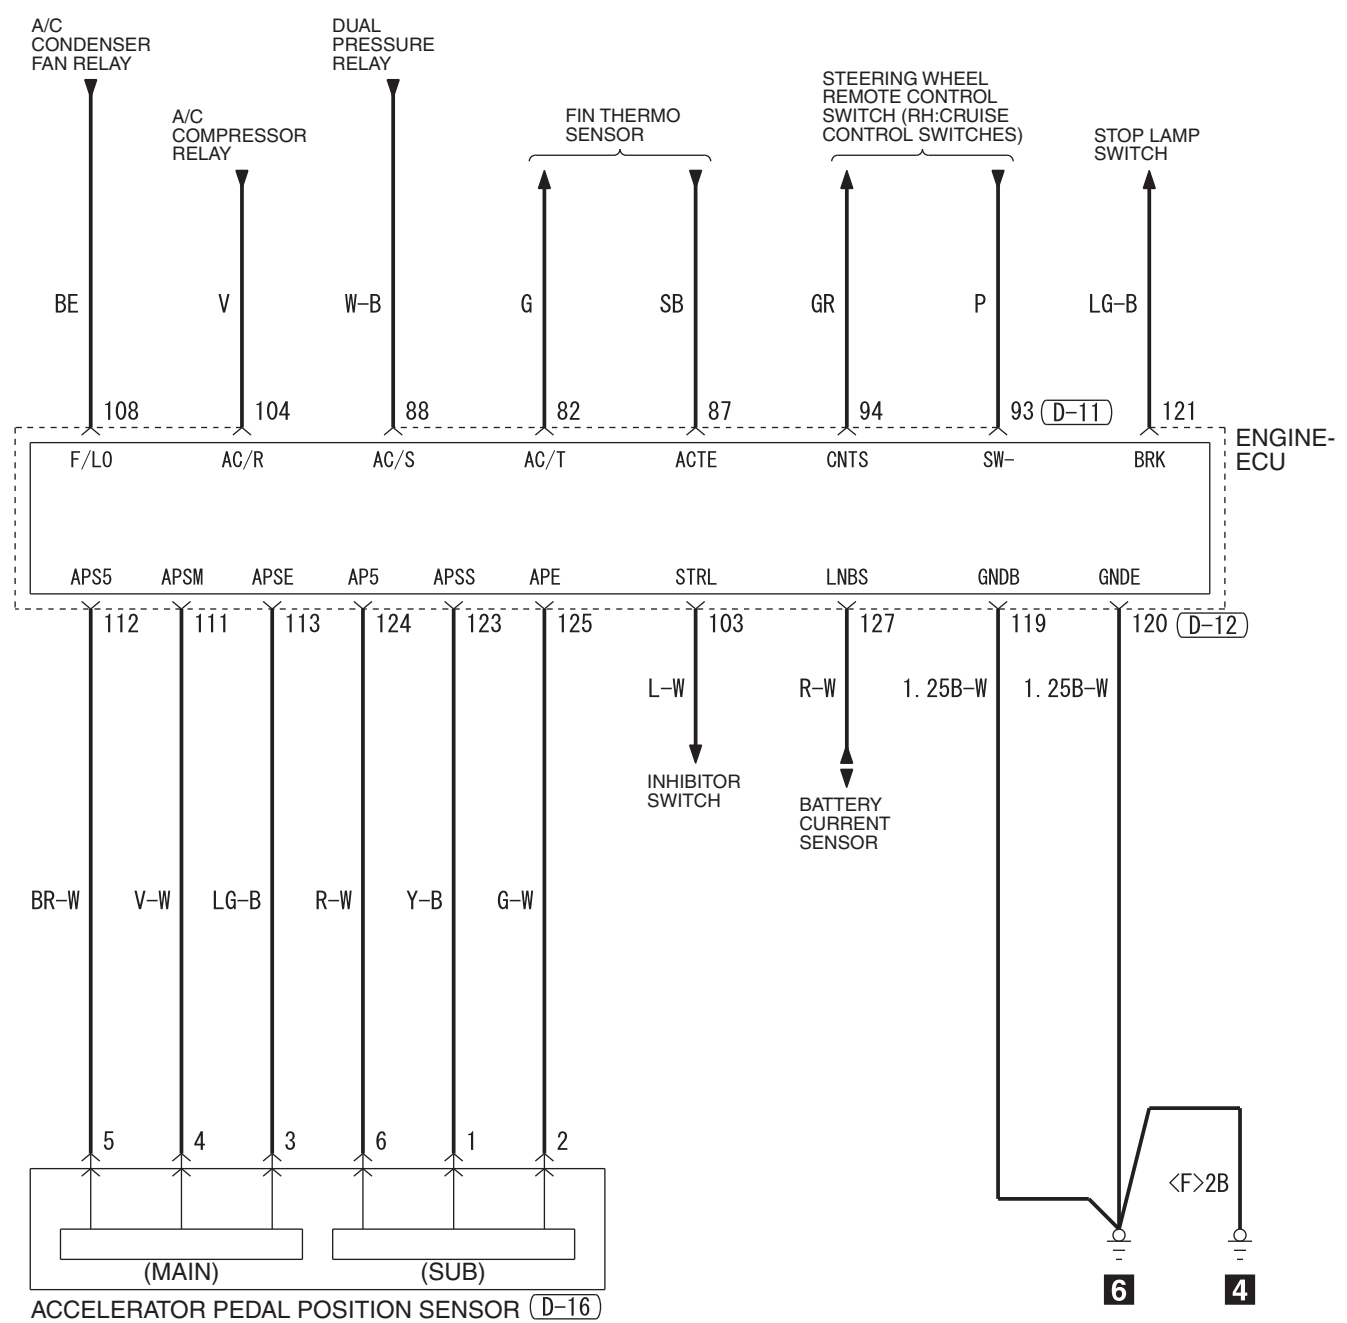 A/C
CONDENSER
FAN RELAY
DUAL
PRESSURE
RELAY
A/C
COMPRESSOR
RELAY
FIN THERMO
SENSOR
STEERING WHEEL
REMOTE CONTROL
SWITCH (RH:CRUISE
CONTROL SWITCHES)
STOP LAMP
SWITCH
BE
V
W-B
G
SB
GR
P
LG-B
108
104
88
82
87
94
93
D-11
121
ENGINE-
ECU
F/LO
AC/R
AC/S
AC/T
ACTE
CNTS
SW-
BRK
APS5
APSM
APSE
AP5
APSS
APE
STRL
LNBS
GNDB
GNDE
112
111
113
124
123
125
103
127
119
120
D-12
L-W
R-W
1.25B-W
1.25B-W
INHIBITOR
SWITCH
BATTERY
CURRENT
SENSOR
BR-W
V-W
LG-B
R-W
Y-B
G-W
5
4
3
6
1
2
<F>2B
(MAIN)
(SUB)
6
4
ACCELERATOR PEDAL POSITION SENSOR
D-16